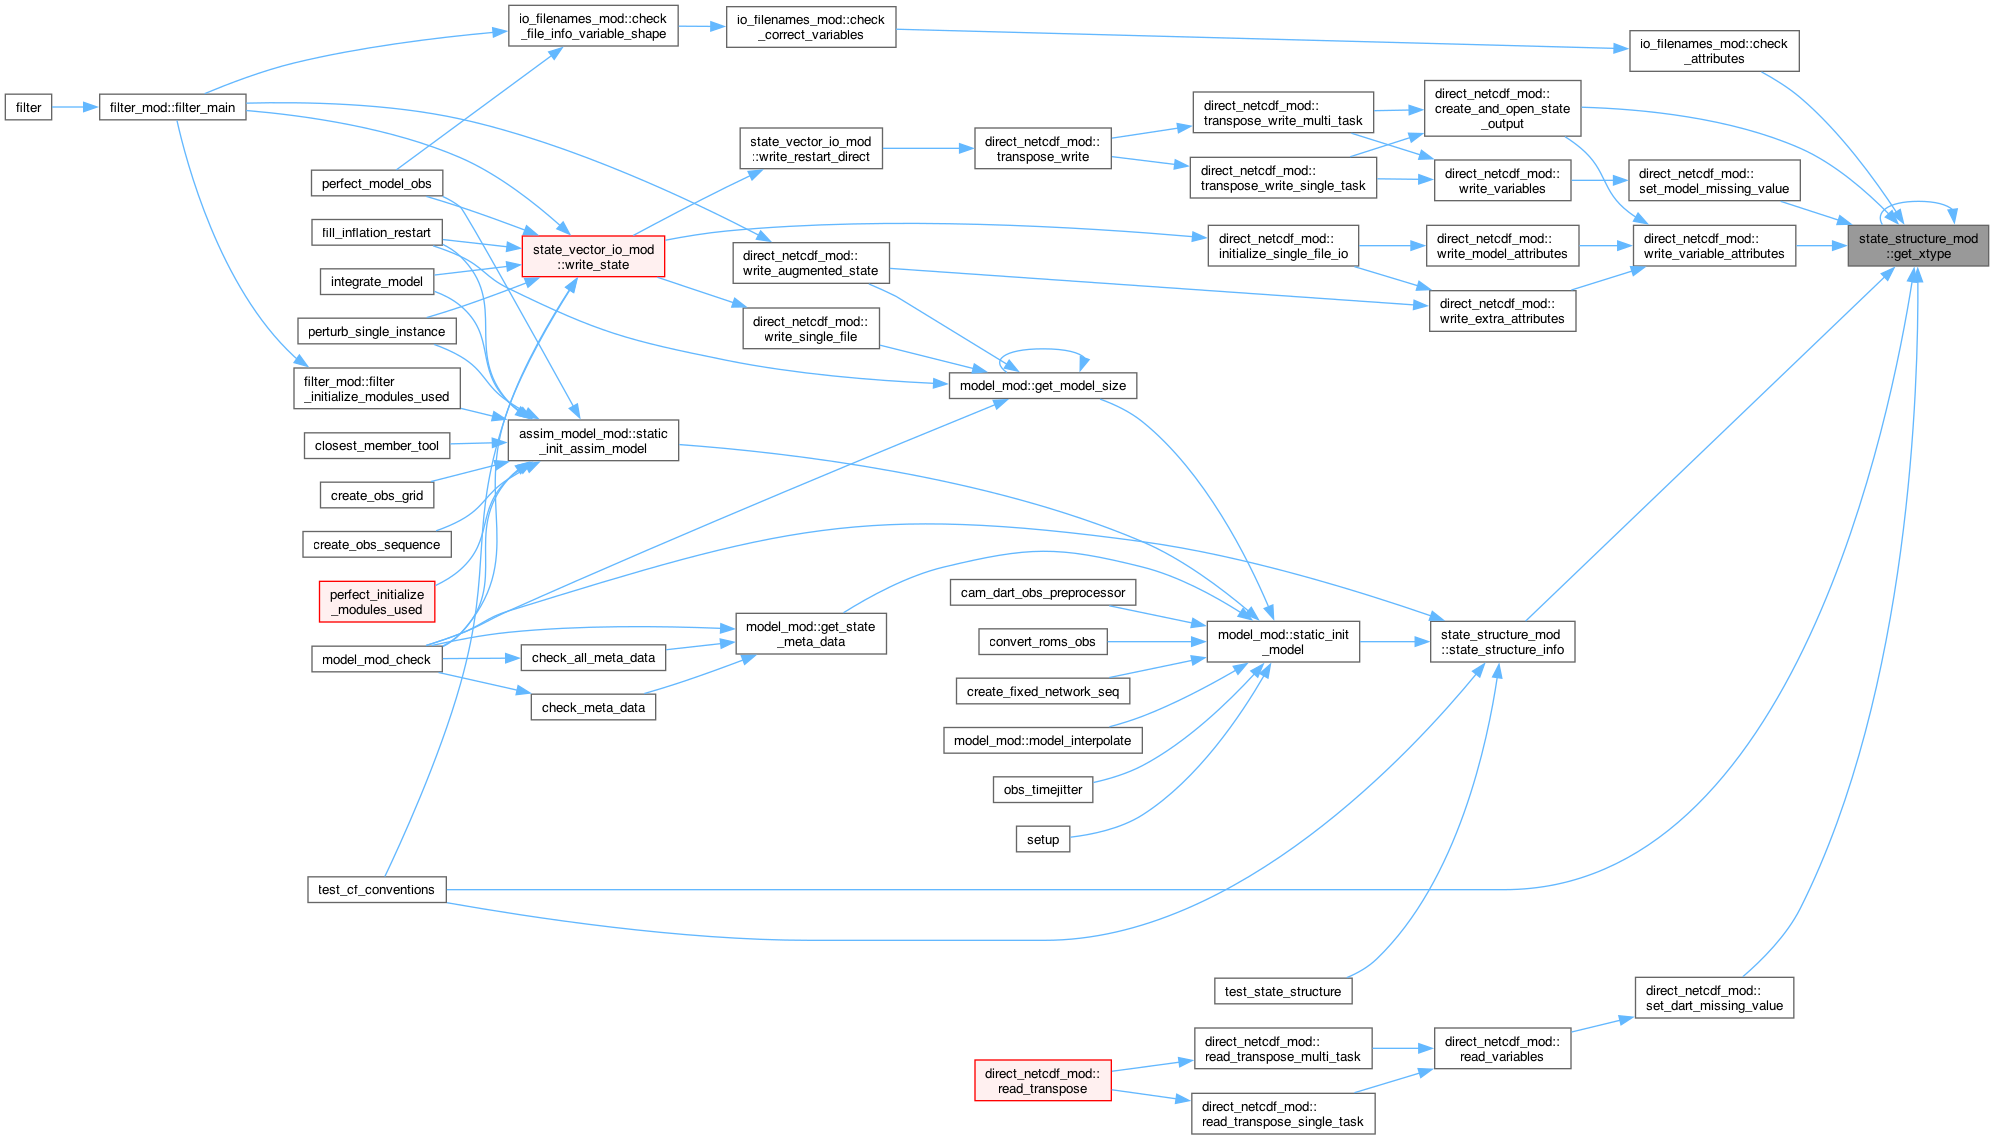 filter
filter_mod::filter_main
io_filenames_mod::check
_file_info_variable_shape
io_filenames_mod::check
_correct_variables
io_filenames_mod::check
_attributes
perfect_model_obs
fill_inflation_restart
integrate_model
perturb_single_instance
filter_mod::filter
_initialize_modules_used
closest_member_tool
create_obs_grid
create_obs_sequence
perfect_initialize
_modules_used
model_mod_check
test_cf_conventions
state_vector_io_mod
::write_state
assim_model_mod::static
_init_assim_model
check_all_meta_data
check_meta_data
state_vector_io_mod
::write_restart_direct
direct_netcdf_mod::
write_augmented_state
direct_netcdf_mod::
write_single_file
model_mod::get_state
_meta_data
direct_netcdf_mod::
transpose_write
model_mod::get_model_size
cam_dart_obs_preprocessor
convert_roms_obs
create_fixed_network_seq
model_mod::model_interpolate
obs_timejitter
setup
direct_netcdf_mod::
read_transpose
direct_netcdf_mod::
transpose_write_multi_task
direct_netcdf_mod::
transpose_write_single_task
direct_netcdf_mod::
initialize_single_file_io
model_mod::static_init
_model
test_state_structure
direct_netcdf_mod::
read_transpose_multi_task
direct_netcdf_mod::
read_transpose_single_task
direct_netcdf_mod::
create_and_open_state
_output
direct_netcdf_mod::
write_variables
direct_netcdf_mod::
write_model_attributes
direct_netcdf_mod::
write_extra_attributes
state_structure_mod
::state_structure_info
direct_netcdf_mod::
read_variables
direct_netcdf_mod::
set_model_missing_value
direct_netcdf_mod::
write_variable_attributes
direct_netcdf_mod::
set_dart_missing_value
state_structure_mod
::get_xtype